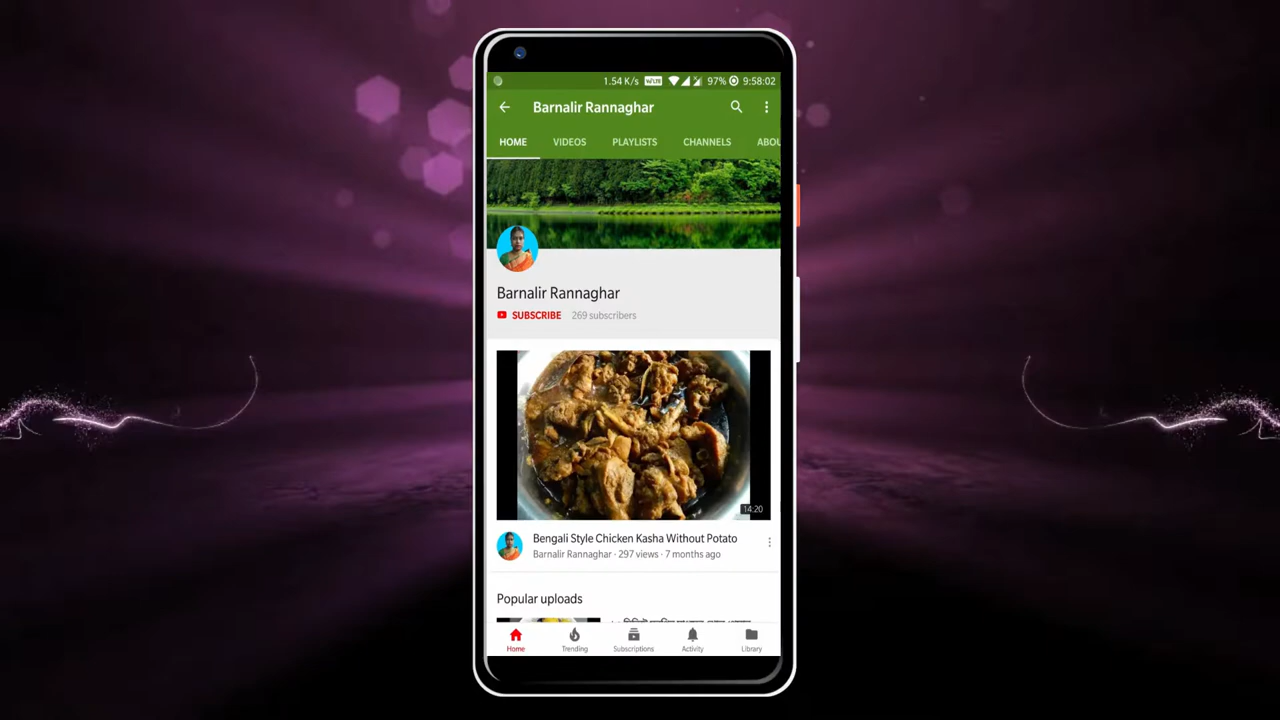 1.54 K/s VoLTE 97% 9:58:02
Barnalir Rannaghar
HOME VIDEOS PLAYLISTS CHANNELS ABOU
Barnalir Rannaghar
SUBSCRIBE 269 subscribers
14:20
Bengali Style Chicken Kasha Without Potato
Barnalir Rannaghar · 297 views · 7 months ago
Popular uploads
Home Trending Subscriptions Activity Library